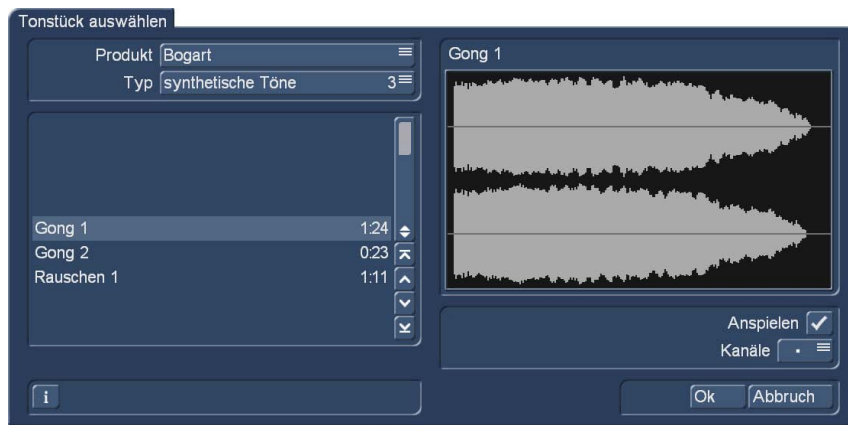 Tonstück auswählen
Produkt Bogart
Typ synthetische Töne 3
Gong 1 1:24
Gong 2 0:23
Rauschen 1 1:11
i
Gong 1
Anspielen
Kanäle
Ok Abbruch